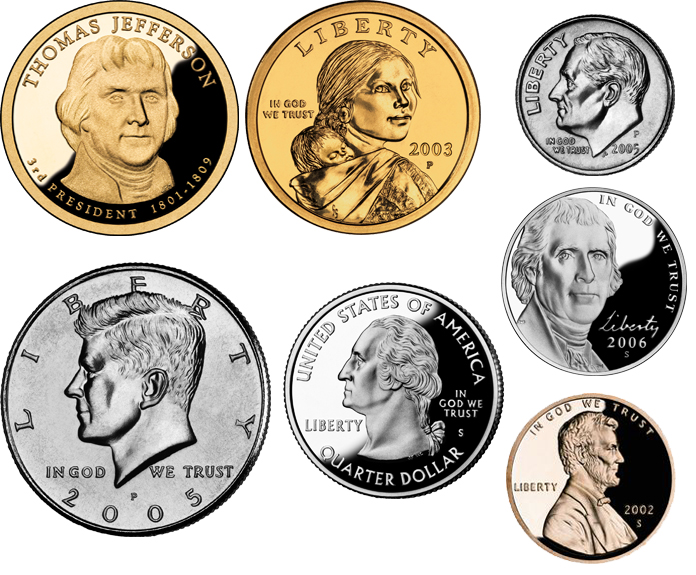 THOMAS JEFFERSON
3rd PRESIDENT 1801-1809
LIBERTY
IN GOD
WE TRUST
2003
P
S
LIBERTY
IN GOD
WE TRUST
P
2005
IN GOD WE TRUST
Liberty
2006
S
LIBERTY
IN GOD WE TRUST
P
2005
UNITED STATES OF AMERICA
LIBERTY
IN
GOD WE
TRUST
S
QUARTER DOLLAR
IN GOD WE TRUST
LIBERTY
2002
S